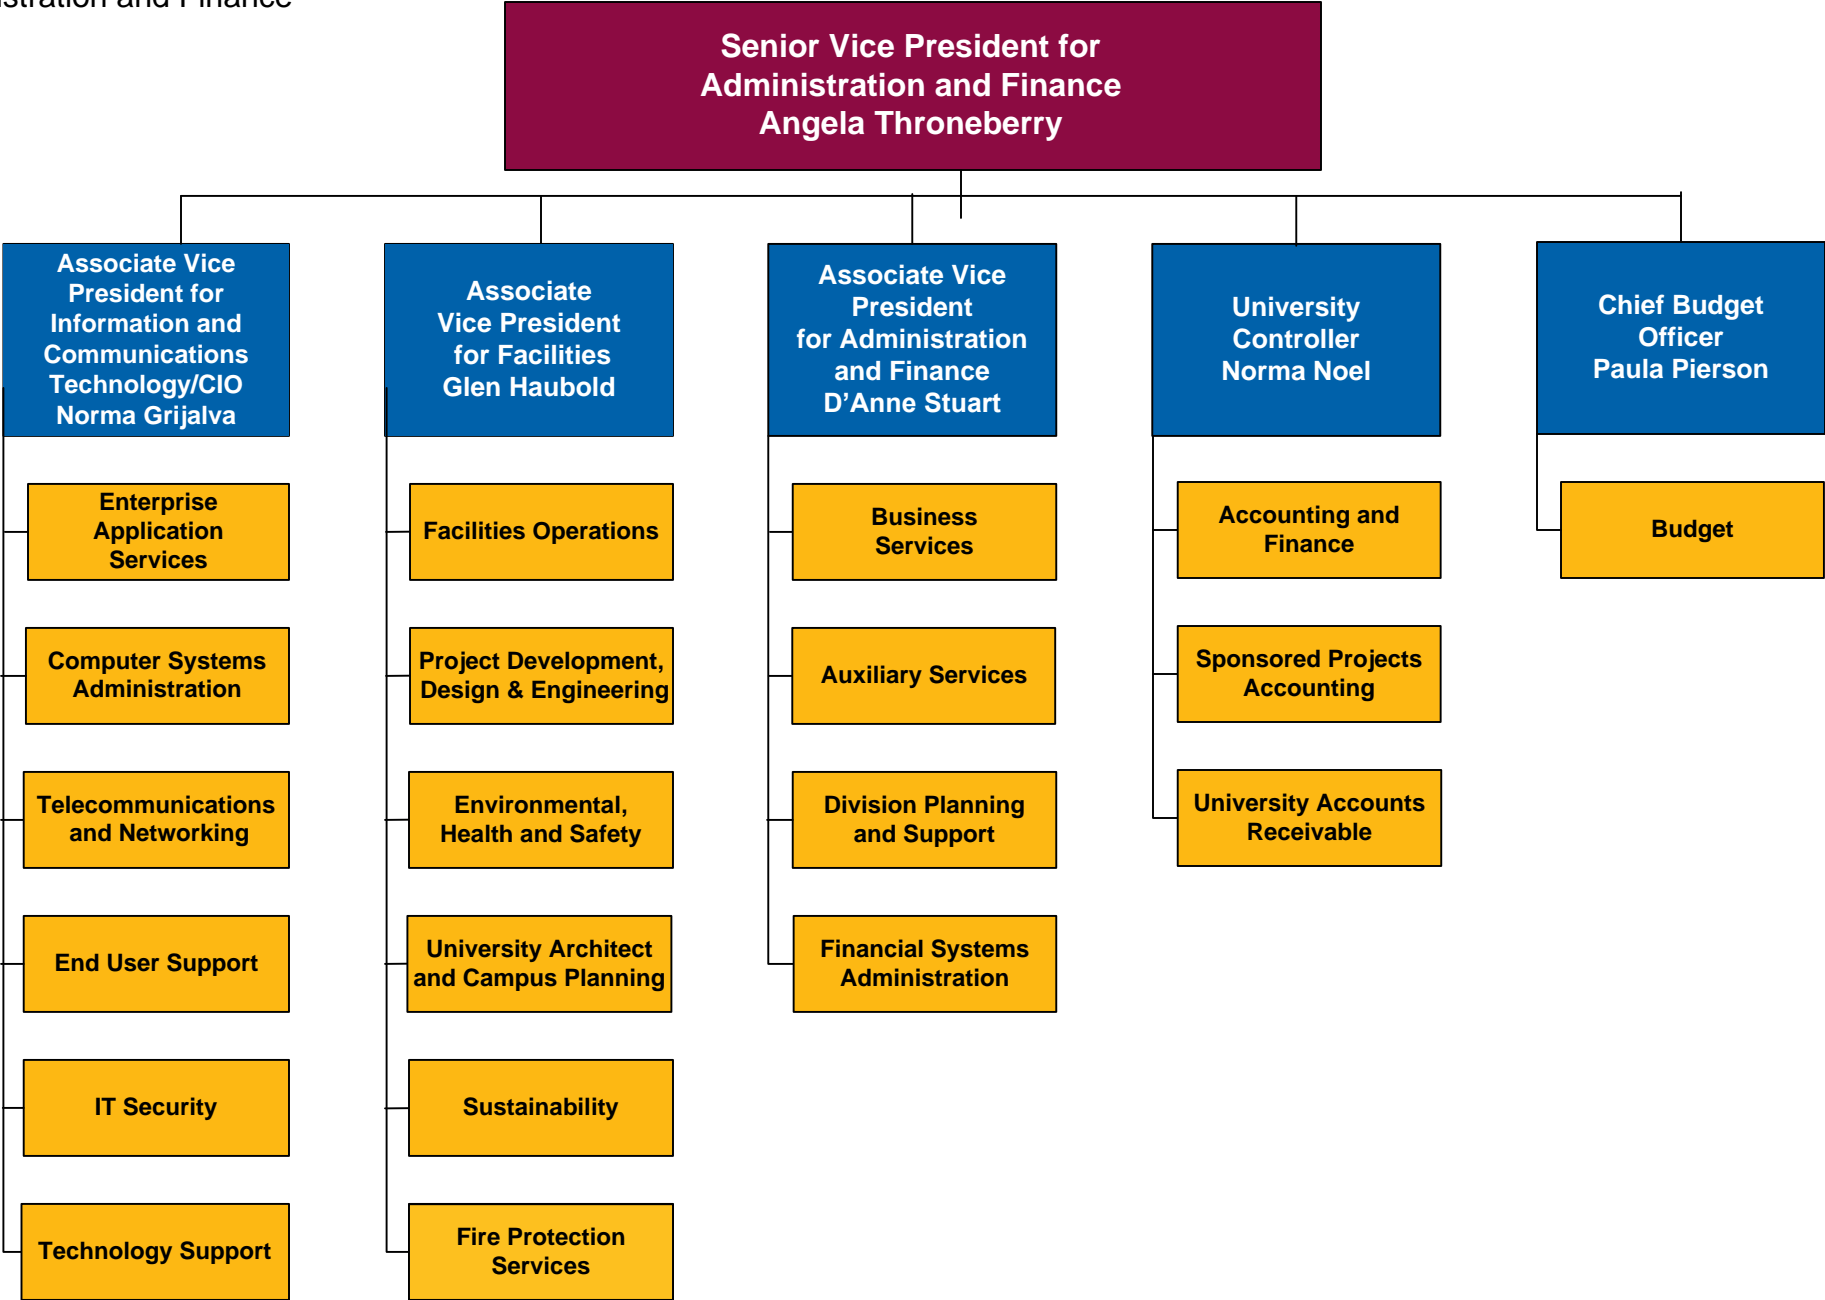 and Finance
Senior Vice President for
Administration and Finance
Angela Throneberry
Associate Vice
President for
Information and
Communications
Technology/CIO
Norma Grijalva
Associate
Vice President
for Facilities
Glen Haubold
Associate Vice
President
for Administration
and Finance
D’Anne Stuart
University
Controller
Norma Noel
Chief Budget
Officer
Paula Pierson
Enterprise
Application
Services
Computer Systems
Administration
Telecommunications
and Networking
End User Support
IT Security
Technology Support
Facilities Operations
Project Development,
Design & Engineering
Environmental,
Health and Safety
University Architect
and Campus Planning
Sustainability
Fire Protection
Services
Business
Services
Auxiliary Services
Division Planning
and Support
Financial Systems
Administration
Accounting and
Finance
Sponsored Projects
Accounting
University Accounts
Receivable
Budget